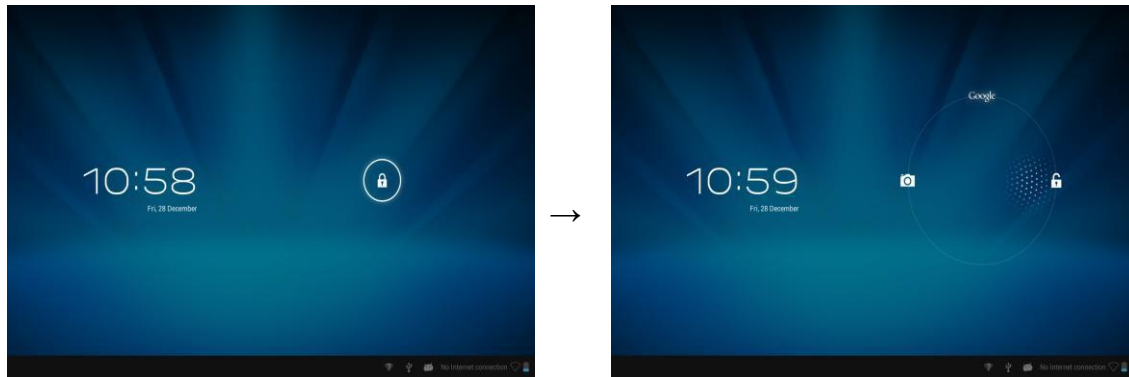 10:58
Fri, 28 December
No Internet connection
→
Google
10:59
Fri, 28 December
No Internet connection